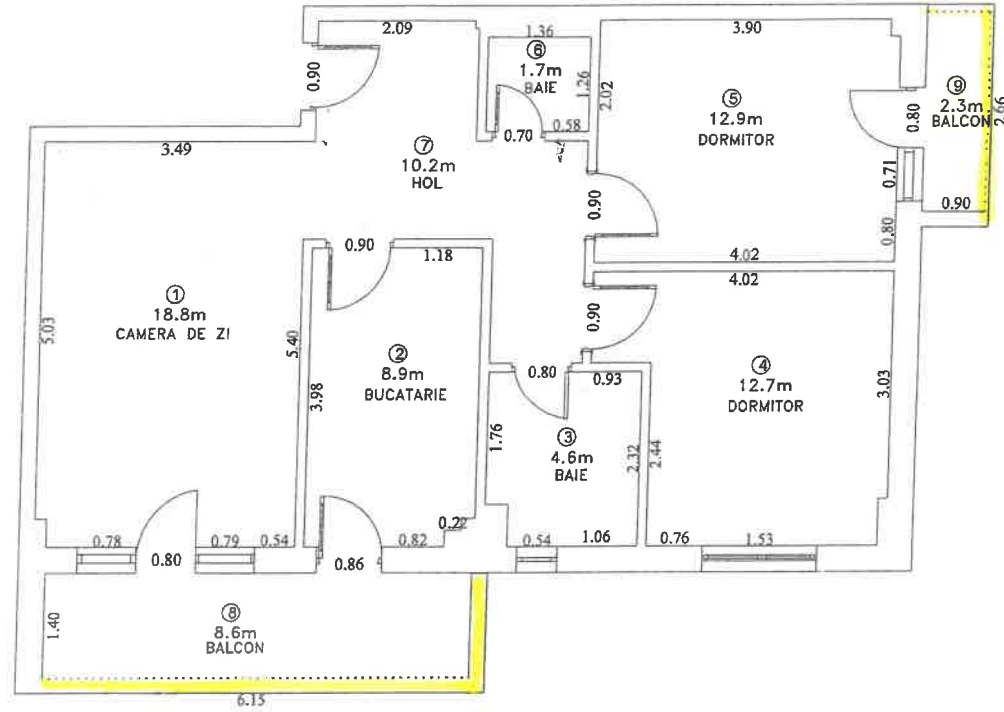 2.09
1.36
3.90
⑥
1.7m
BAIE
1.26
0.90
2.02
⑤
12.9m
DORMITOR
⑨
2.3m
BALCON
2.66
0.80
0.70
0.58
3.49
⑦
10.2m
HOL
0.71
0.90
0.90
0.80
0.90
1.18
4.02
4.02
①
18.8m
CAMERA DE ZI
5.03
5.40
0.90
②
8.9m
BUCATARIE
3.98
0.80
0.93
④
12.7m
DORMITOR
3.03
1.76
③
4.6m
BAIE
2.32
2.44
0.22
0.78
0.79
0.54
0.82
0.54
1.06
0.76
1.53
0.80
0.86
1.40
⑧
8.6m
BALCON
6.15